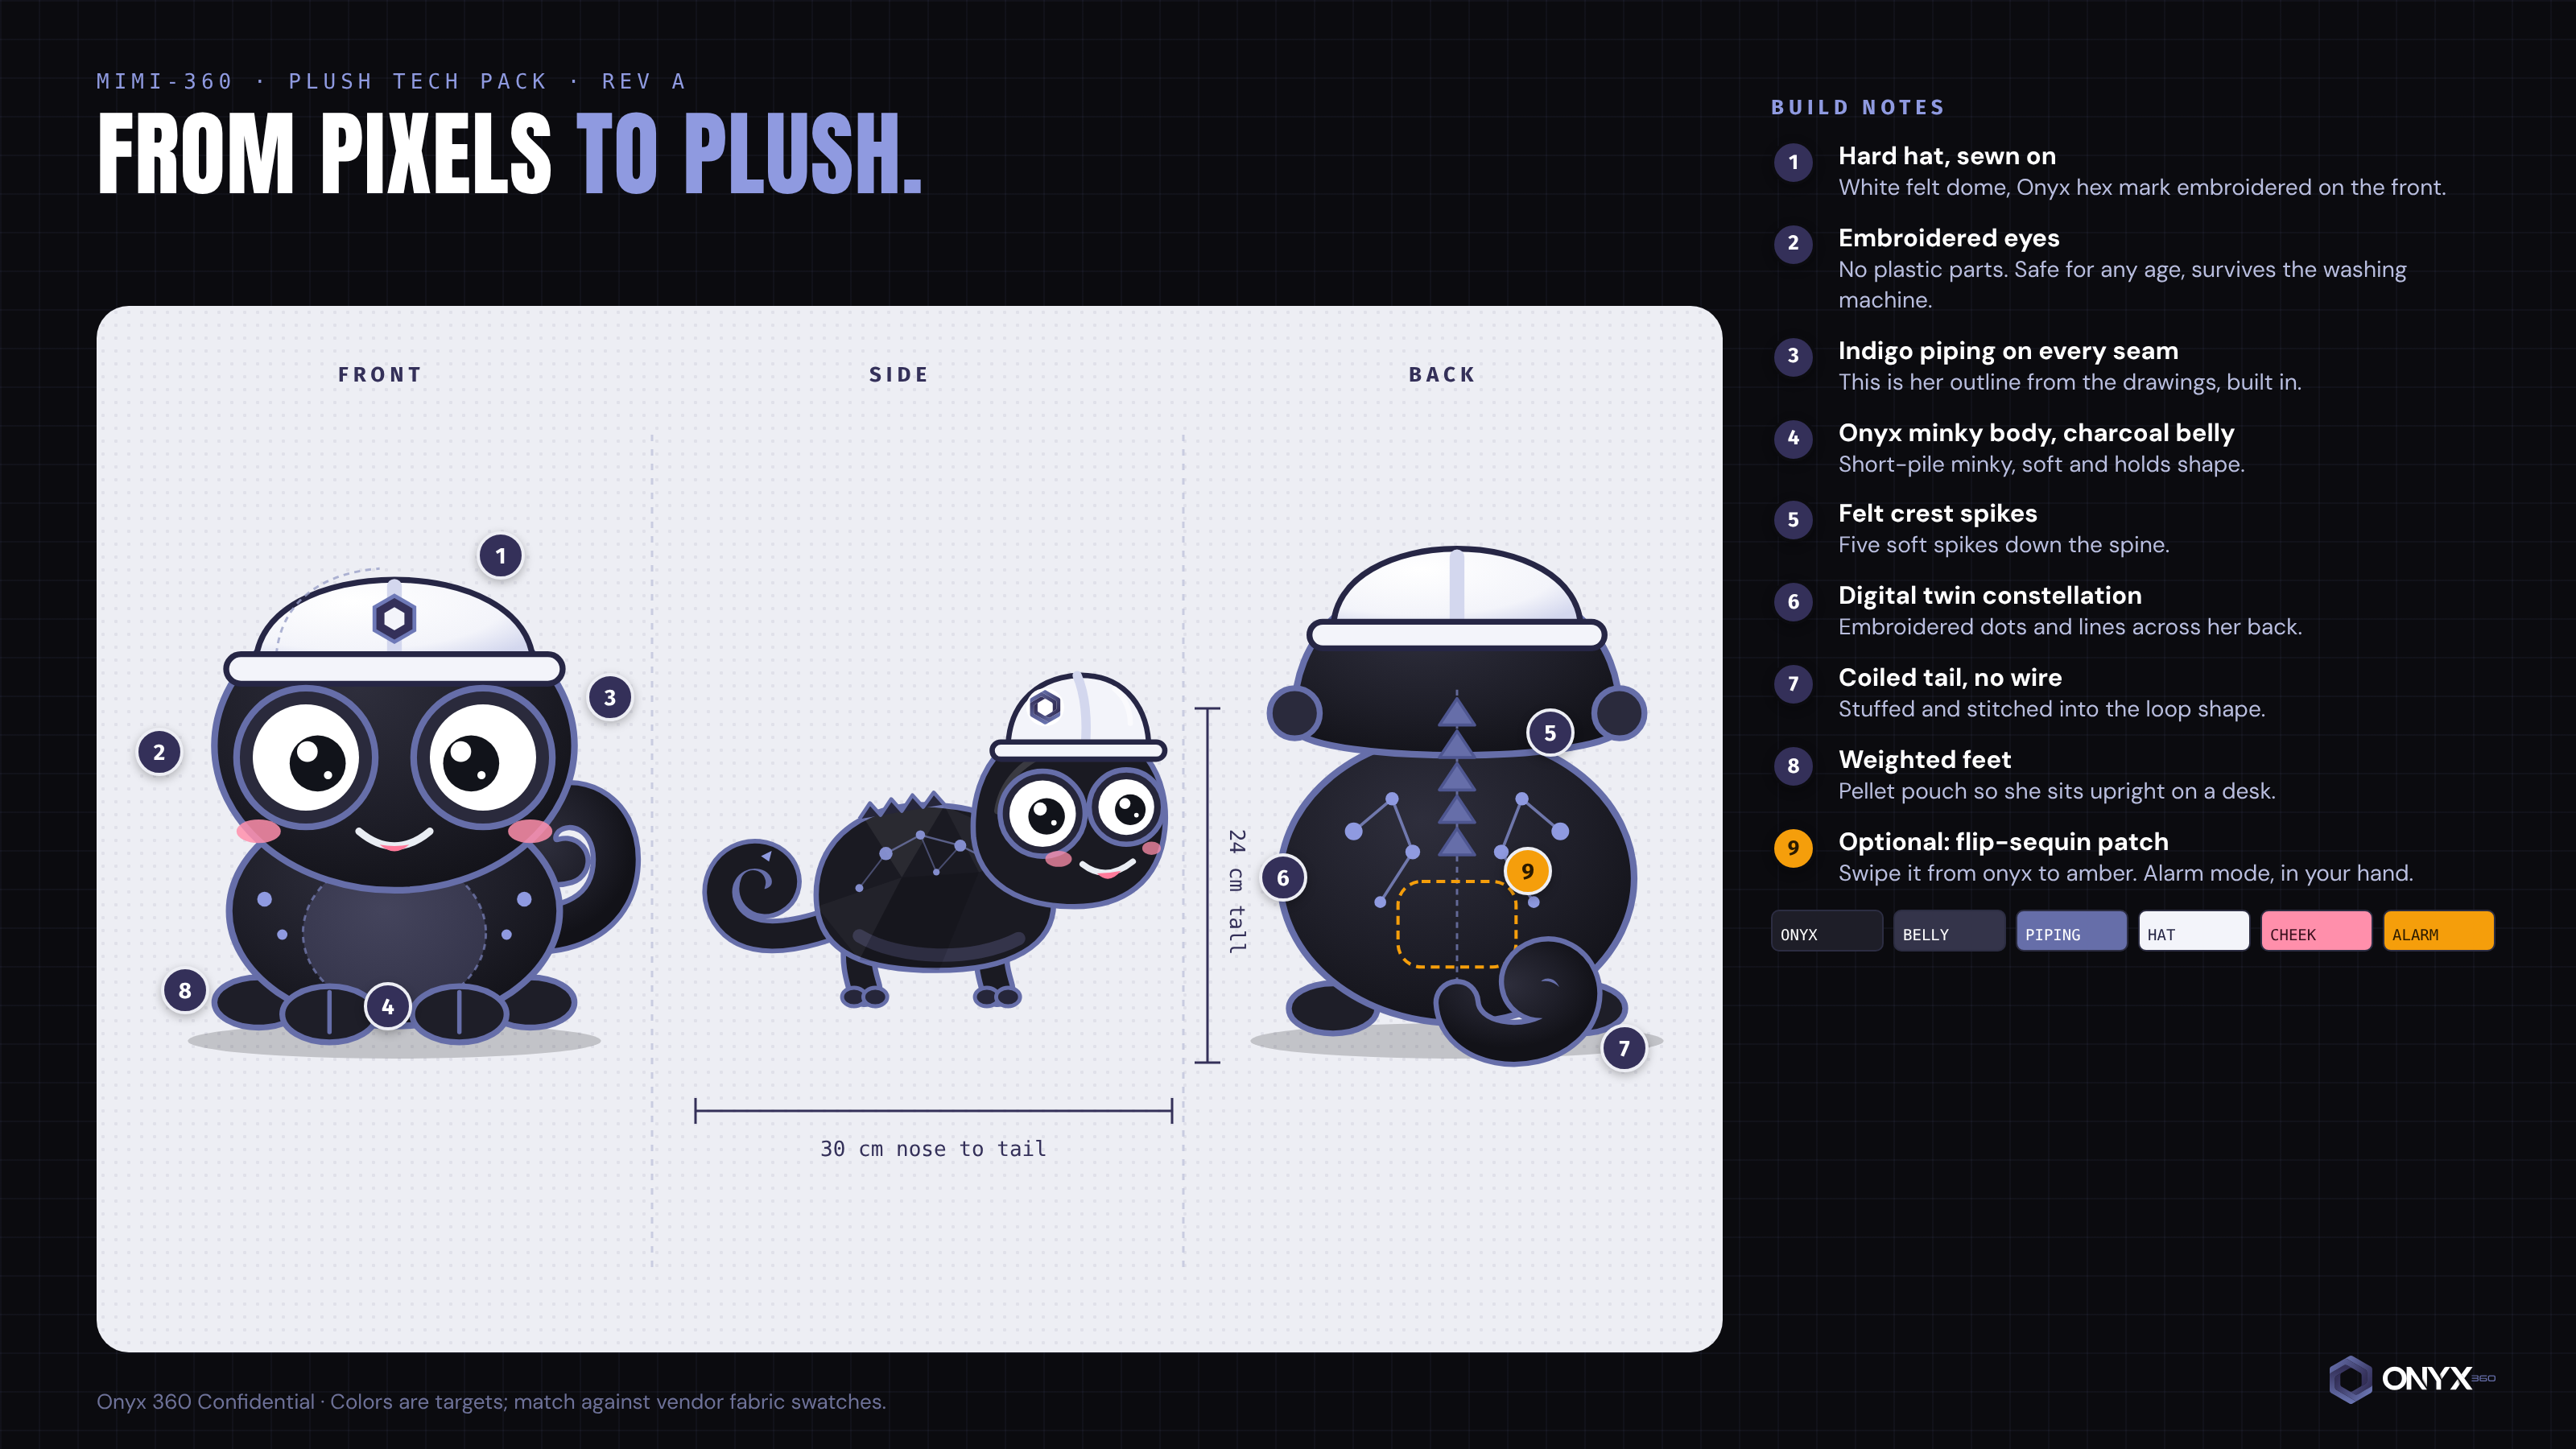 MIMI-360 · PLUSH TECH PACK · REV A
FROM PIXELS TO PLUSH.
FRONT
SIDE
BACK
1
2
3
4
8
5
6
7
9
24 cm tall
30 cm nose to tail
BUILD NOTES
1
Hard hat, sewn on
White felt dome, Onyx hex mark embroidered on the front.
2
Embroidered eyes
No plastic parts. Safe for any age, survives the washing
machine.
3
Indigo piping on every seam
This is her outline from the drawings, built in.
4
Onyx minky body, charcoal belly
Short-pile minky, soft and holds shape.
5
Felt crest spikes
Five soft spikes down the spine.
6
Digital twin constellation
Embroidered dots and lines across her back.
7
Coiled tail, no wire
Stuffed and stitched into the loop shape.
8
Weighted feet
Pellet pouch so she sits upright on a desk.
9
Optional: flip-sequin patch
Swipe it from onyx to amber. Alarm mode, in your hand.
ONYX
BELLY
PIPING
HAT
CHEEK
ALARM
Onyx 360 Confidential · Colors are targets; match against vendor fabric swatches.
ONYX 360